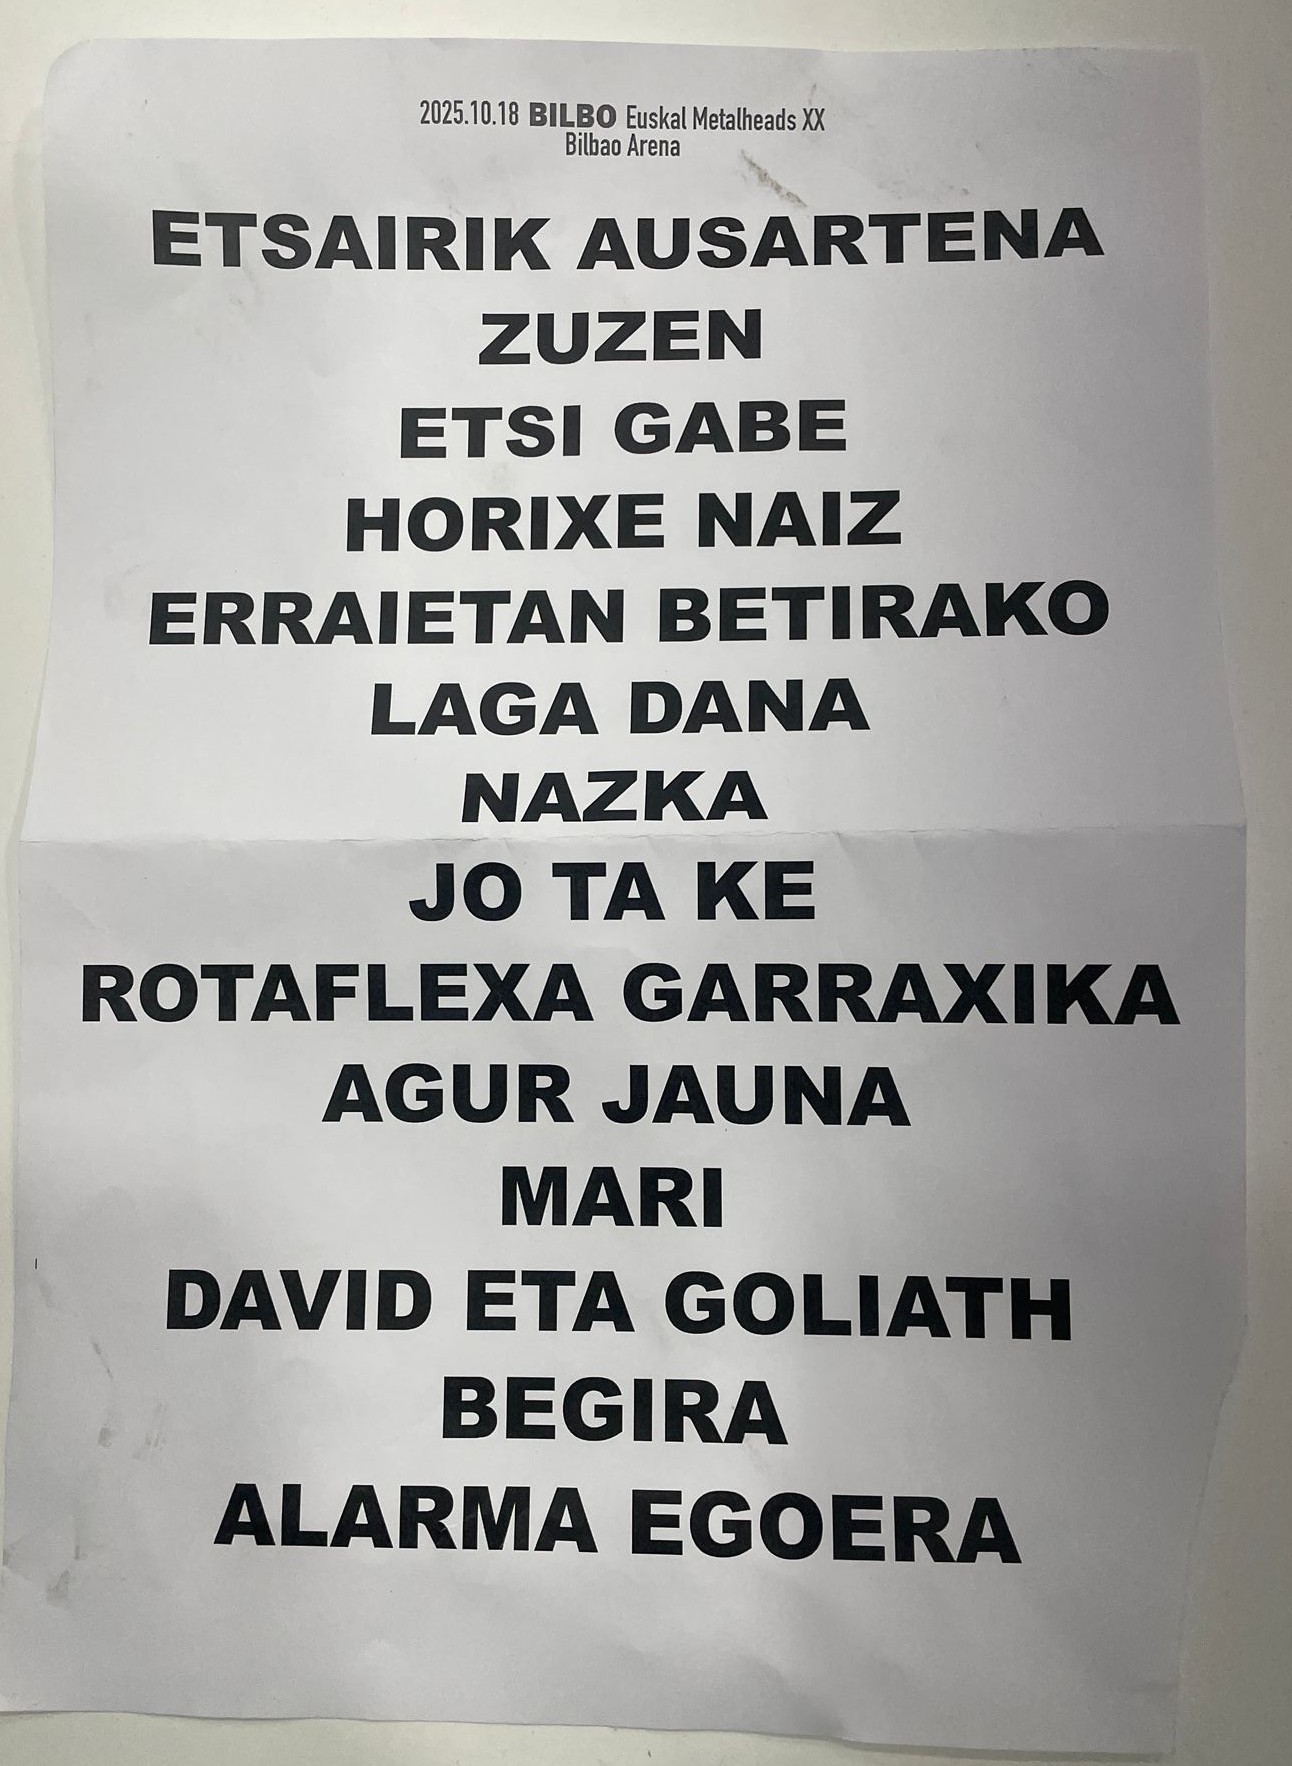 2025.10.18 BILBO Euskal Metalheads XX
Bilbao Arena
ETSAIRIK AUSARTENA
ZUZEN
ETSI GABE
HORIXE NAIZ
ERRAIETAN BETIRAKO
LAGA DANA
NAZKA
JO TA KE
ROTAFLEXA GARRAXIKA
AGUR JAUNA
MARI
DAVID ETA GOLIATH
BEGIRA
ALARMA EGOERA